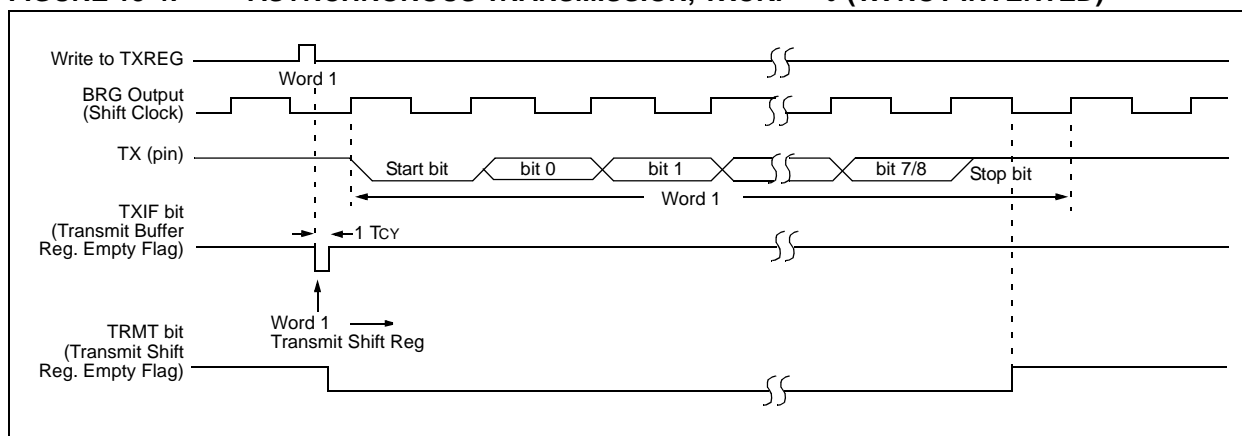 Write to TXREG
Word 1
BRG Output
(Shift Clock)
TX (pin)
Start bit
bit 0
bit 1
bit 7/8
Stop bit
Word 1
TXIF bit
(Transmit Buffer
Reg. Empty Flag)
1 TCY
Word 1
Transmit Shift Reg
TRMT bit
(Transmit Shift
Reg. Empty Flag)